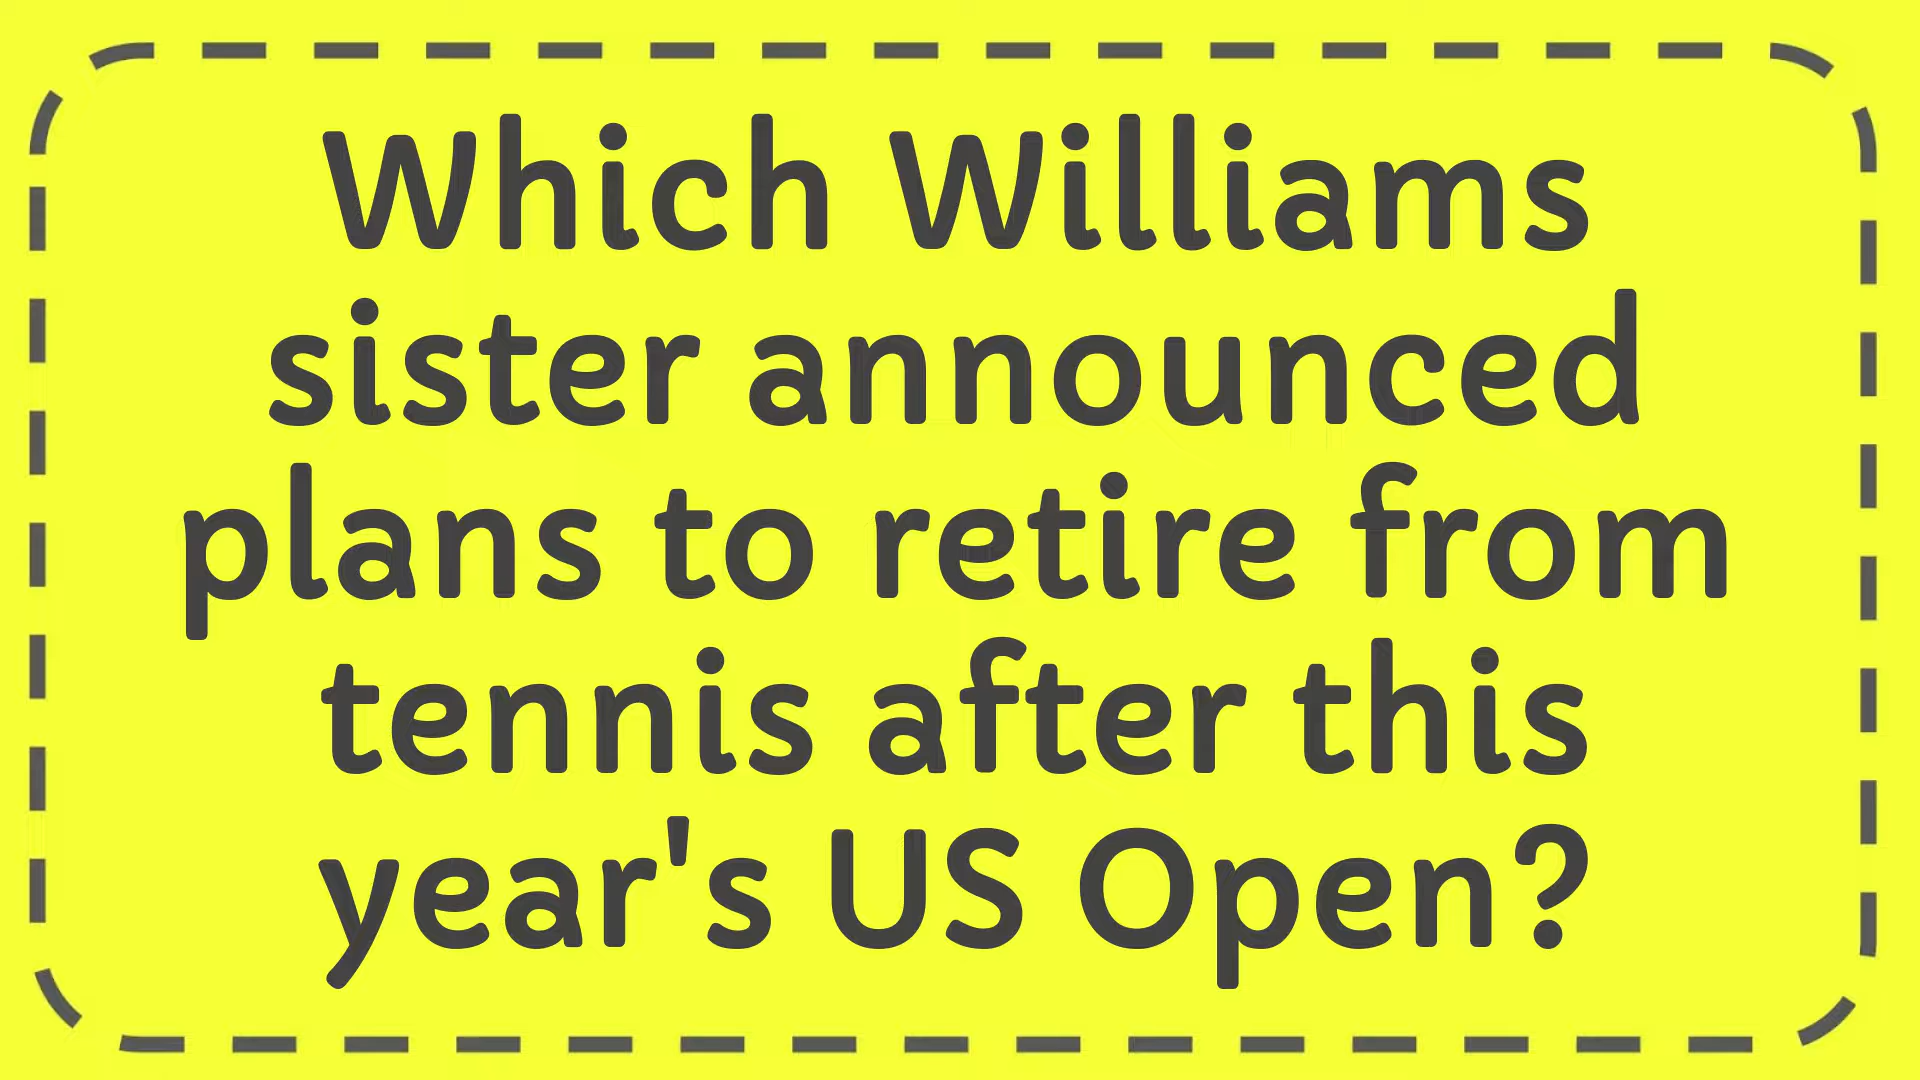 Which Williams
sister announced
plans to retire from
tennis after this
year's US Open?